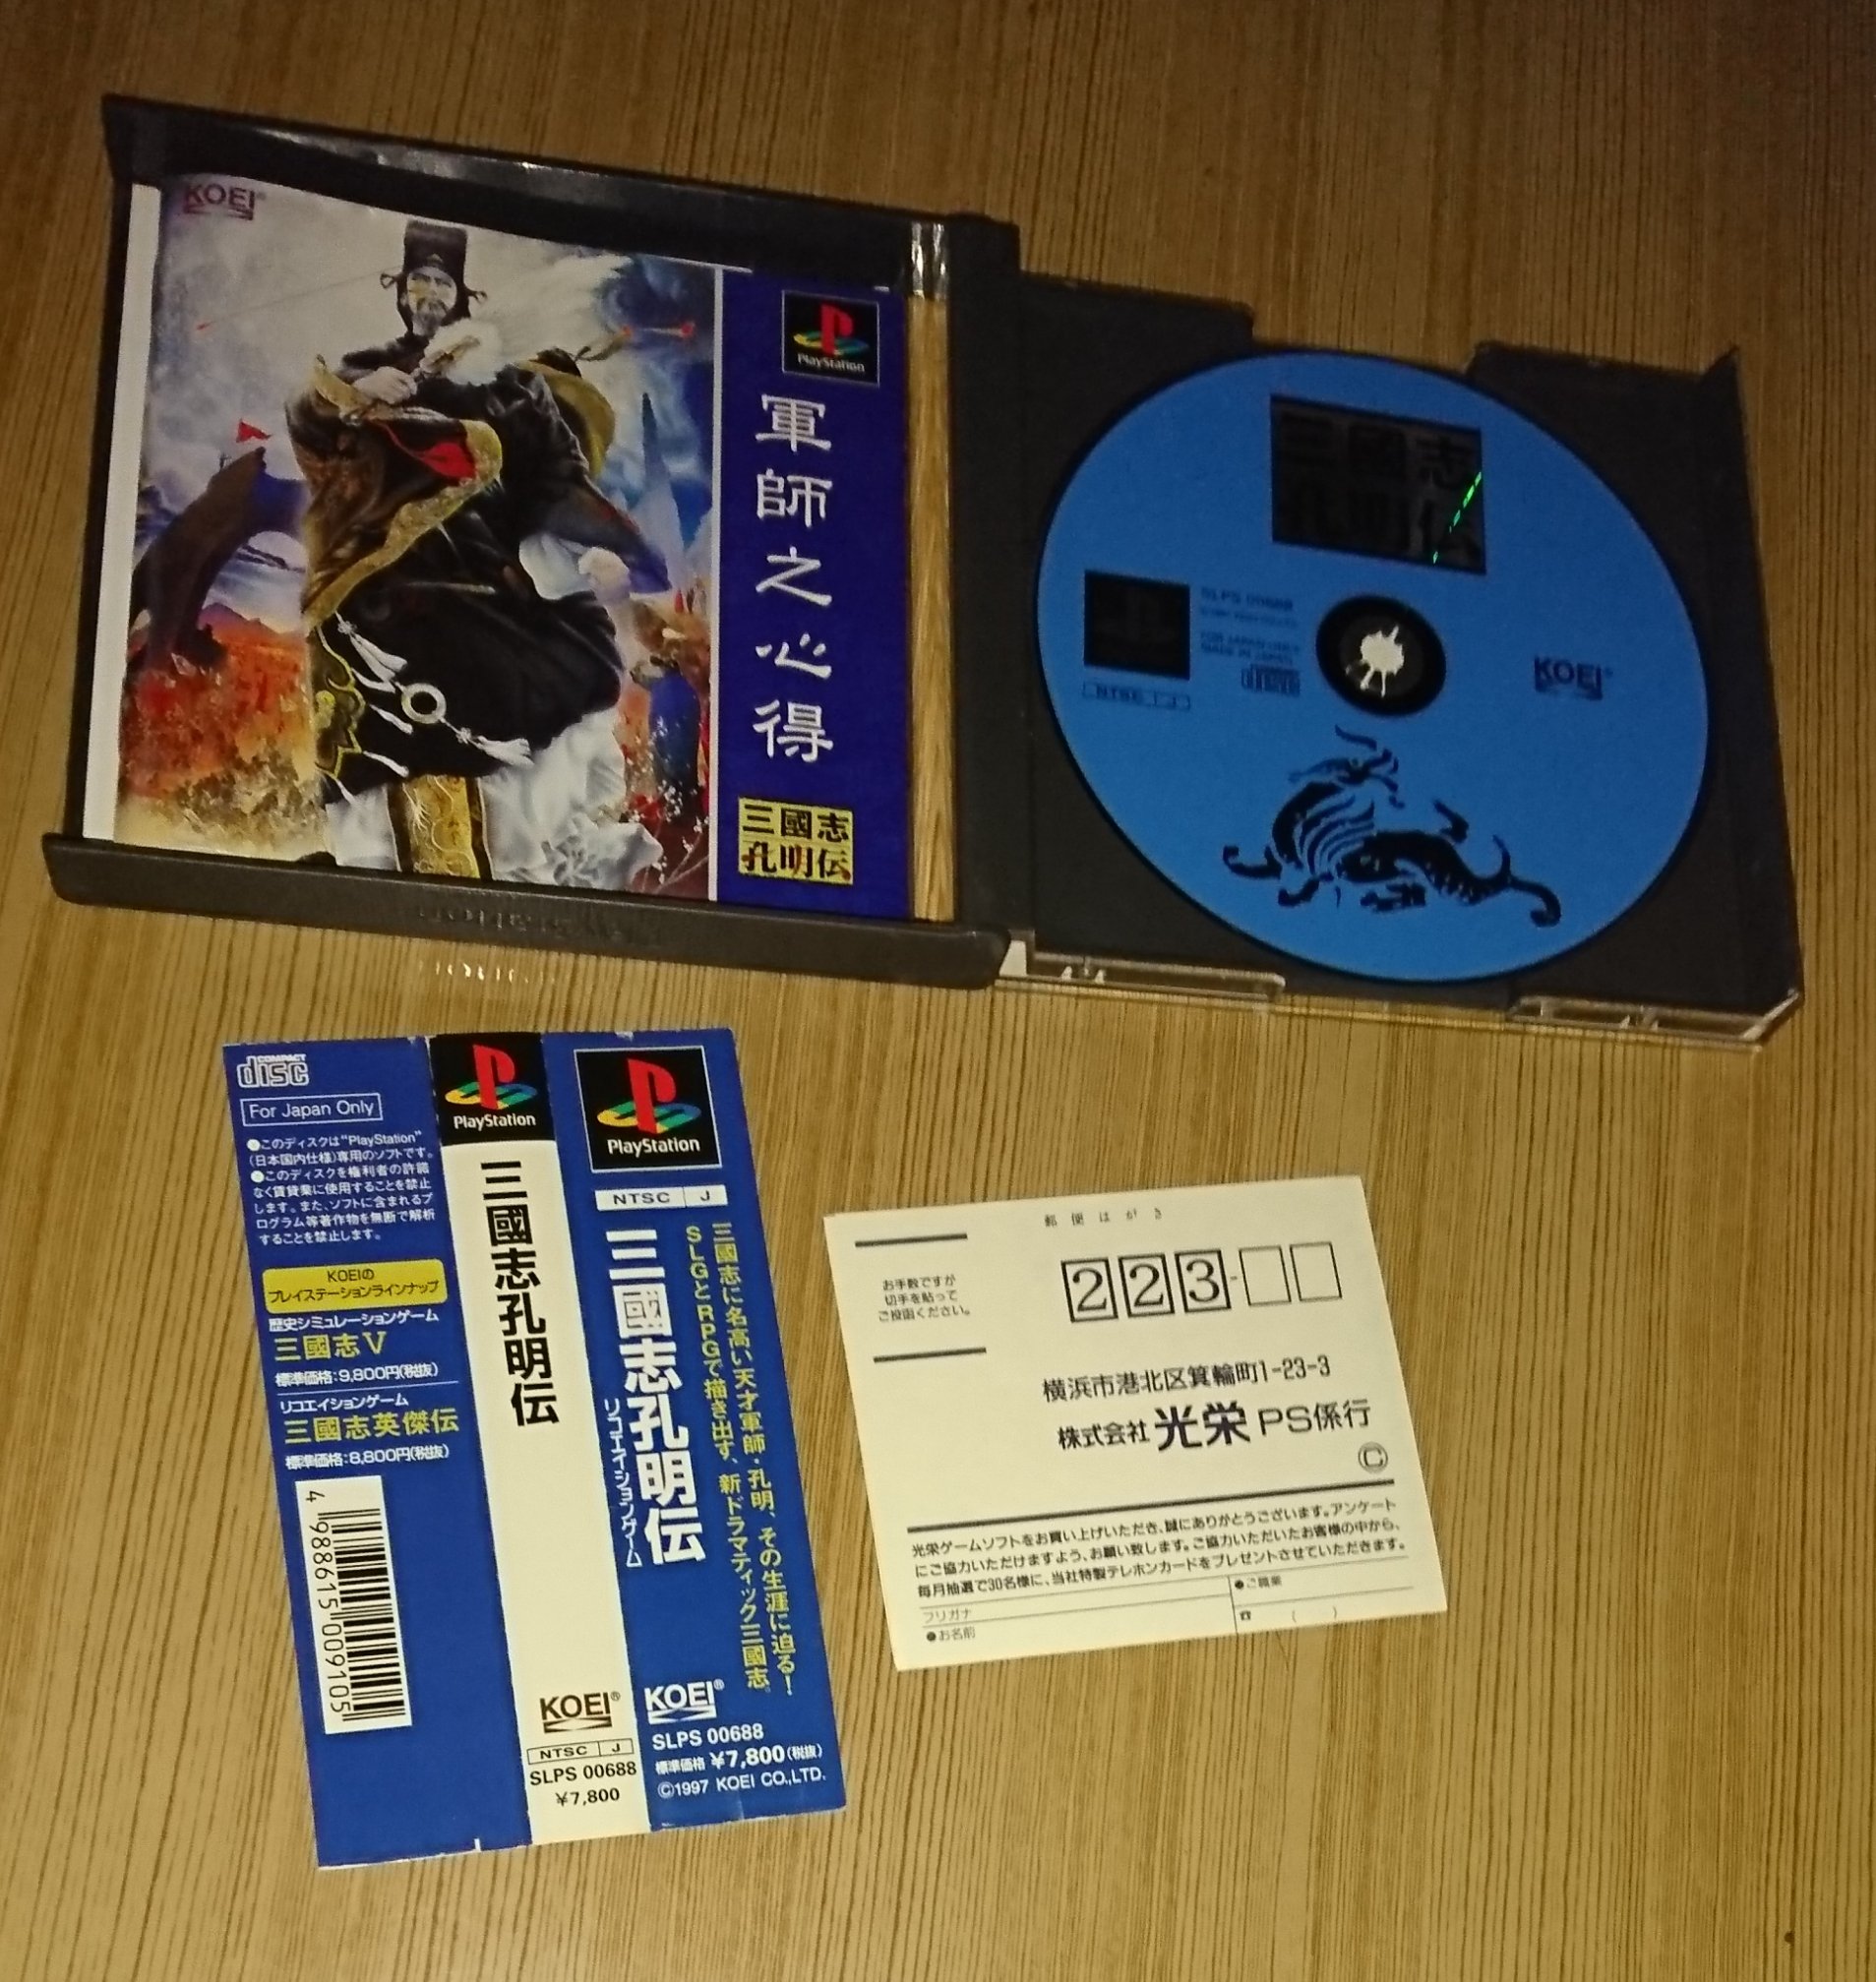 KOEI®
PlayStation
軍師之心得
三國志
孔明伝
三國志
孔明伝
SLPS 00688
FOR JAPAN ONLY
MADE IN JAPAN
disc
NTSC J
KOEI®
COMPACT
disc
For Japan Only
●このディスクは"PlayStation"
(日本国内仕様)専用のソフトです。
●このディスクを権利者の許諾
なく賃貸業に使用することを禁止
します。また、ソフトに含まれるプ
ログラム等著作物を無断で解析
することを禁止します。
KOEIの
プレイステーションラインナップ
歴史シミュレーションゲーム
三國志V
標準価格:9,800円(税抜)
リコエイションゲーム
三國志英傑伝
標準価格:8,800円(税抜)
4 988615 009105
PlayStation
三國志孔明伝
KOEI®
NTSC J
SLPS 00688
¥7,800
PlayStation
NTSC J
三國志に名高い天才軍師・孔明、その生涯に迫る!
SLGとRPGで描き出す、新ドラマティック三國志。
三國志孔明伝
リコエイションゲーム
KOEI®
SLPS 00688
標準価格 ¥7,800(税抜)
©1997 KOEI CO.,LTD.
郵便はがき
お手数ですが
切手を貼って
ご投函ください。
223-
横浜市港北区箕輪町1-23-3
株式会社光栄PS係行
Ⓒ
光栄ゲームソフトをお買い上げいただき、誠にありがとうございます。アンケート
にご協力いただけますよう、お願い致します。ご協力いただいたお客様の中から、
毎月抽選で30名様に、当社特製テレホンカードをプレゼントさせていただきます。
フリガナ
●お名前
●ご職業
☎ ( )